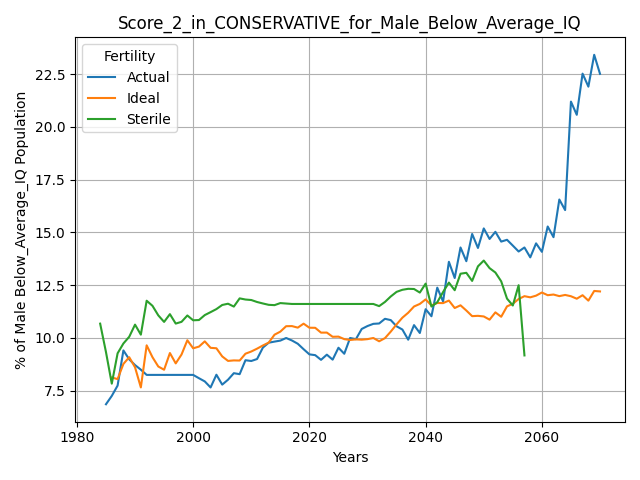 Score_2_in_CONSERVATIVE_for_Male_Below_Average_IQ
% of Male Below_Average_IQ Population
22.5
20.0
17.5
15.0
12.5
10.0
7.5
Fertility
Actual
Ideal
Sterile
1980 2000 2020 2040 2060
Years